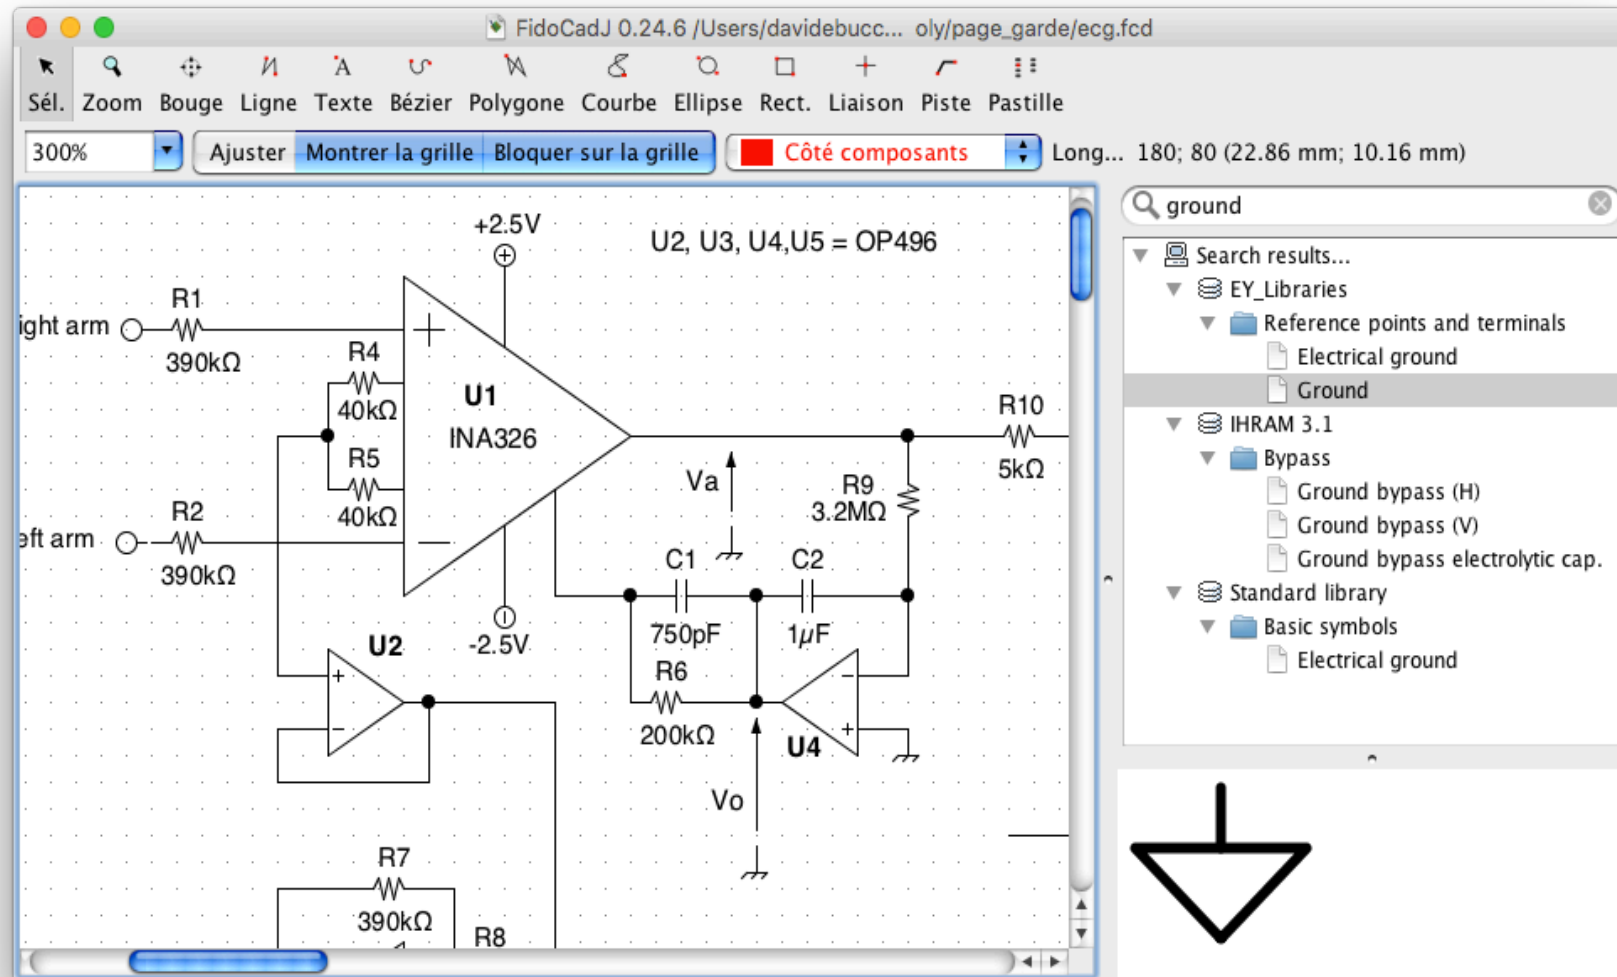 FidoCadJ 0.24.6 /Users/davidebucc... oly/page_garde/ecg.fcd
Sél. Zoom Bouge Ligne Texte Bézier Polygone Courbe Ellipse Rect. Liaison Piste Pastille
300% Ajuster Montrer la grille Bloquer sur la grille Côté composants Long... 180; 80 (22.86 mm; 10.16 mm)
+2.5V
U2, U3, U4,U5 = OP496
R1
ight arm
390kΩ
R4
40kΩ
U1
INA326
R10
5kΩ
R5
40kΩ
Va
R9
3.2MΩ
R2
eft arm
390kΩ
C1
750pF
C2
1µF
-2.5V
U2
+
-
R6
200kΩ
U4
-
+
Vo
R7
390kΩ
R8
ground
Search results...
EY_Libraries
Reference points and terminals
Electrical ground
Ground
IHRAM 3.1
Bypass
Ground bypass (H)
Ground bypass (V)
Ground bypass electrolytic cap.
Standard library
Basic symbols
Electrical ground